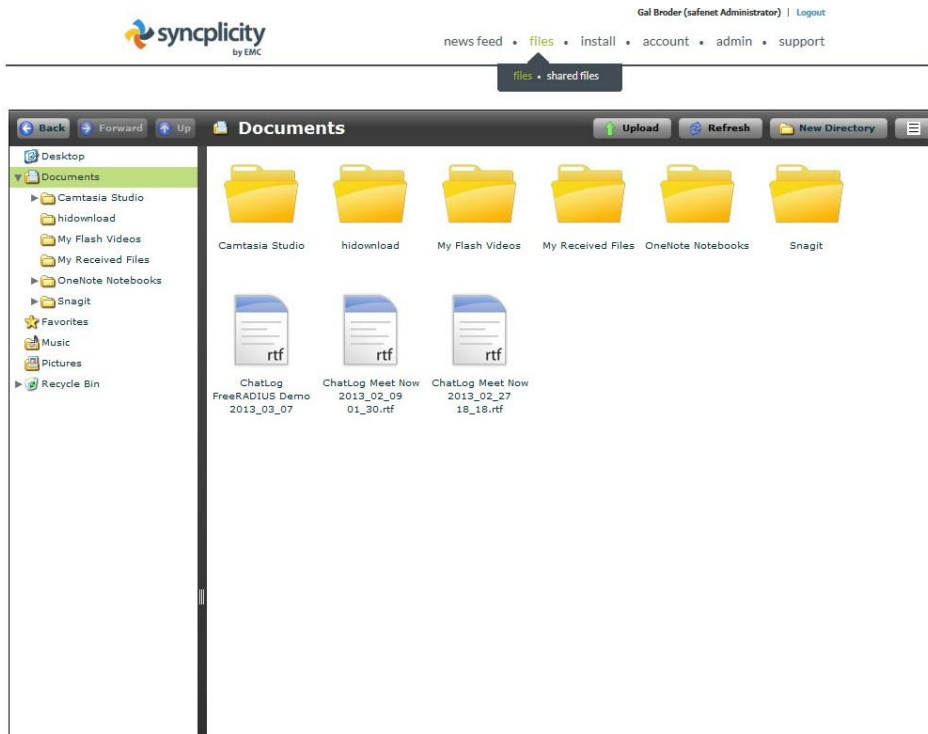 Gal Broder (safenet Administrator) | Logout
syncplicity
by EMC
news feed • files • install • account • admin • support
files • shared files
Back Forward Up Documents Upload Refresh New Directory
Desktop
Documents
Camtasia Studio
hidownload
My Flash Videos
My Received Files
OneNote Notebooks
Snagit
Favorites
Music
Pictures
Recycle Bin
Camtasia Studio hidownload My Flash Videos My Received Files OneNote Notebooks Snagit
rtf rtf rtf
ChatLog ChatLog Meet Now ChatLog Meet Now
FreeRADIUS Demo 2013_02_09 2013_02_27
2013_03_07 01_30.rtf 18_18.rtf